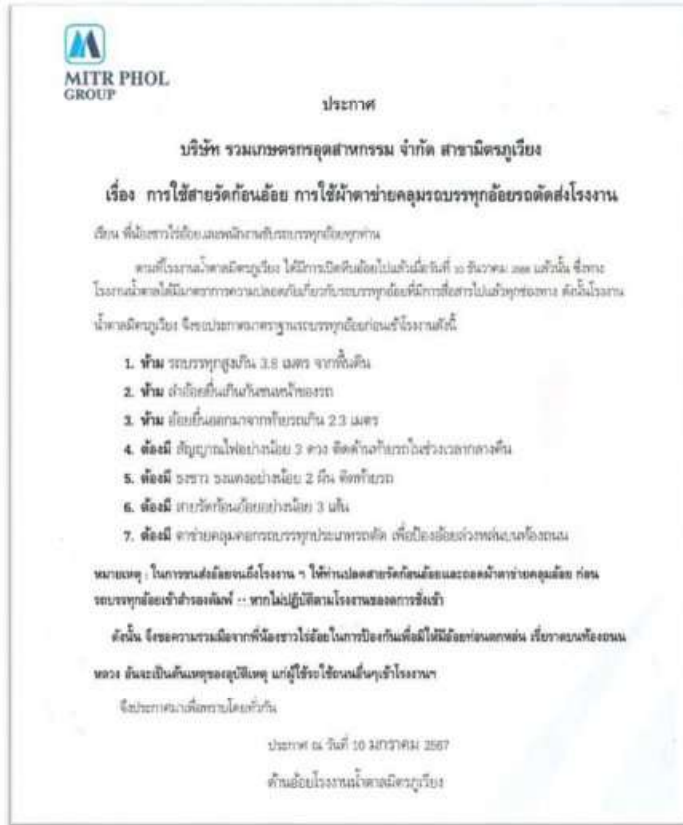 MITR PHOL
GROUP
ประกาศ
บริษัท รวมเกษตรกรอุตสาหกรรม จำกัด สาขามิตรภูเวียง
เรื่อง การใช้สายรัดก้อนอ้อย การใช้ผ้าตาข่ายคลุมรถบรรทุกอ้อยรถตัดส่งโรงงาน
เรียน พี่น้องชาวไร่อ้อยและพนักงานขับรถบรรทุกอ้อยทุกท่าน
ตามที่โรงงานน้ำตาลมิตรภูเวียง ได้มีการเปิดหีบอ้อยไปแล้วเมื่อวันที่ 10 ธันวาคม 2566 แล้วนั้น ซึ่งทาง
โรงงานน้ำตาลได้มีมาตราการความปลอดภัยเกี่ยวกับรถบรรทุกอ้อยที่มีการสื่อสารไปแล้วทุกช่องทาง ดังนั้นโรงงาน
น้ำตาลมิตรภูเวียง จึงขอประกาศมาตราฐานรถบรรทุกอ้อยก่อนเข้าโรงงานดังนี้
1. ห้าม รถบรรทุกสูงเกิน 3.8 เมตร จากพื้นดิน
2. ห้าม ลำอ้อยยื่นเกินกันชนหน้าของรถ
3. ห้าม อ้อยยื่นออกมาจากท้ายรถเกิน 2.3 เมตร
4. ต้องมี สัญญาณไฟอย่างน้อย 3 ดวง ติดด้านท้ายรถในช่วงเวลากลางคืน
5. ต้องมี ธงขาว ธงแดงอย่างน้อย 2 ผืน ติดท้ายรถ
6. ต้องมี สายรัดก้อนอ้อยอย่างน้อย 3 เส้น
7. ต้องมี ตาข่ายคลุมคอกรถบรรทุกประเภทรถตัด เพื่อป้องอ้อยล่วงหล่นบนท้องถนน
หมายเหตุ : ในการขนส่งอ้อยจนถึงโรงงาน ฯ ให้ท่านปลดสายรัดก้อนอ้อยและถอดผ้าตาข่ายคลุมอ้อย ก่อน
รถบรรทุกอ้อยเข้าสำรองดัมพ์ ** หากไม่ปฏิบัติตามโรงงานของดการชั่งเข้า
ดังนั้น จึงขอความรวมมือจากพี่น้องชาวไร่อ้อยในการป้องกันเพื่อมิให้มีอ้อยท่อนตกหล่น เรี่ยราดบนท้องถนน
หลวง อันจะเป็นต้นเหตุของอุบัติเหตุ แก่ผู้ใช้รถใช้ถนนอื่นๆเข้าโรงงานฯ
จึงประกาศมาเพื่อทราบโดยทั่วกัน
ประกาศ ณ วันที่ 10 มกราคม 2567
ด้านอ้อยโรงงานน้ำตาลมิตรภูเวียง